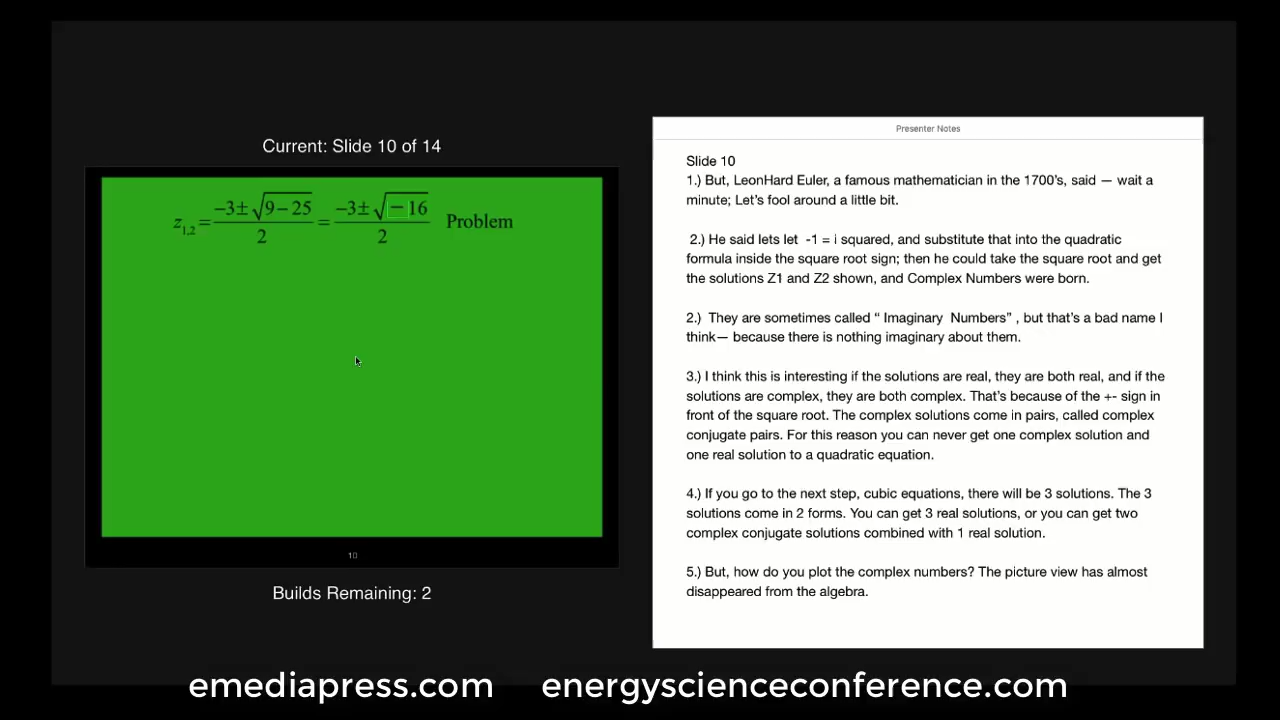 Current: Slide 10 of 14
z1,2 = (-3± √9-25)/2 = (-3± √-16)/2 Problem
10
Builds Remaining: 2
Presenter Notes
Slide 10
1.) But, LeonHard Euler, a famous mathematician in the 1700's, said — wait a
minute; Let's fool around a little bit.
2.) He said lets let -1 = i squared, and substitute that into the quadratic
formula inside the square root sign; then he could take the square root and get
the solutions Z1 and Z2 shown, and Complex Numbers were born.
2.) They are sometimes called “ Imaginary Numbers” , but that's a bad name I
think— because there is nothing imaginary about them.
3.) I think this is interesting if the solutions are real, they are both real, and if the
solutions are complex, they are both complex. That's because of the +- sign in
front of the square root. The complex solutions come in pairs, called complex
conjugate pairs. For this reason you can never get one complex solution and
one real solution to a quadratic equation.
4.) If you go to the next step, cubic equations, there will be 3 solutions. The 3
solutions come in 2 forms. You can get 3 real solutions, or you can get two
complex conjugate solutions combined with 1 real solution.
5.) But, how do you plot the complex numbers? The picture view has almost
disappeared from the algebra.
emediapress.com energyscienceconference.com